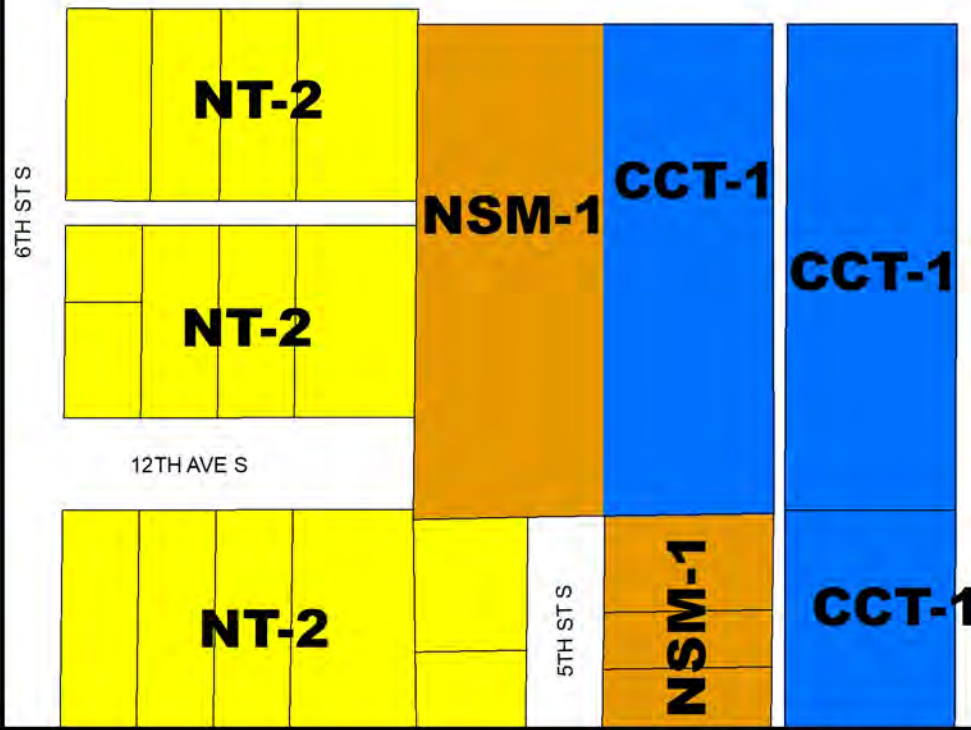 NT-2
NSM-1
CCT-1
CCT-1
6TH ST S
NT-2
12TH AVE S
NT-2
5TH ST S
NSM-1
CCT-1